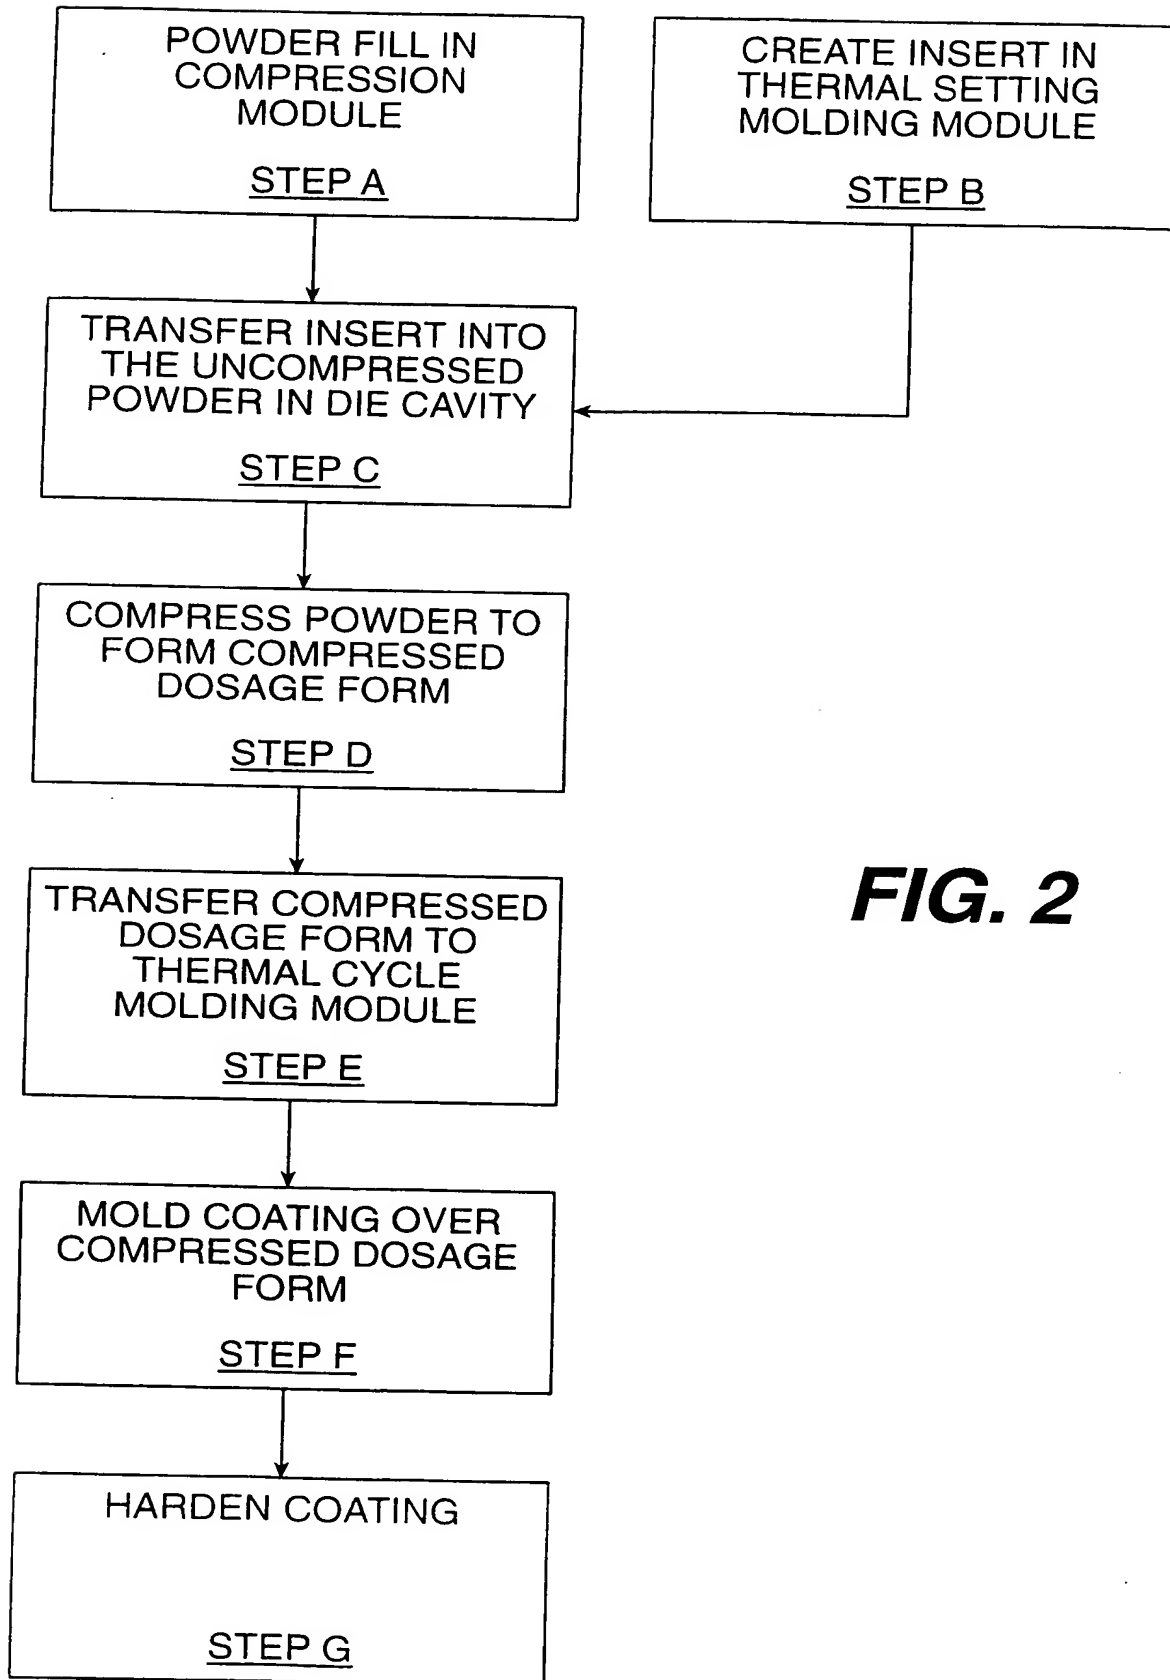 POWDER FILL IN
COMPRESSION
MODULE
STEP A
CREATE INSERT IN
THERMAL SETTING
MOLDING MODULE
STEP B
TRANSFER INSERT INTO
THE UNCOMPRESSED
POWDER IN DIE CAVITY
STEP C
COMPRESS POWDER TO
FORM COMPRESSED
DOSAGE FORM
STEP D
TRANSFER COMPRESSED
DOSAGE FORM TO
THERMAL CYCLE
MOLDING MODULE
STEP E
FIG. 2
MOLD COATING OVER
COMPRESSED DOSAGE
FORM
STEP F
HARDEN COATING
STEP G